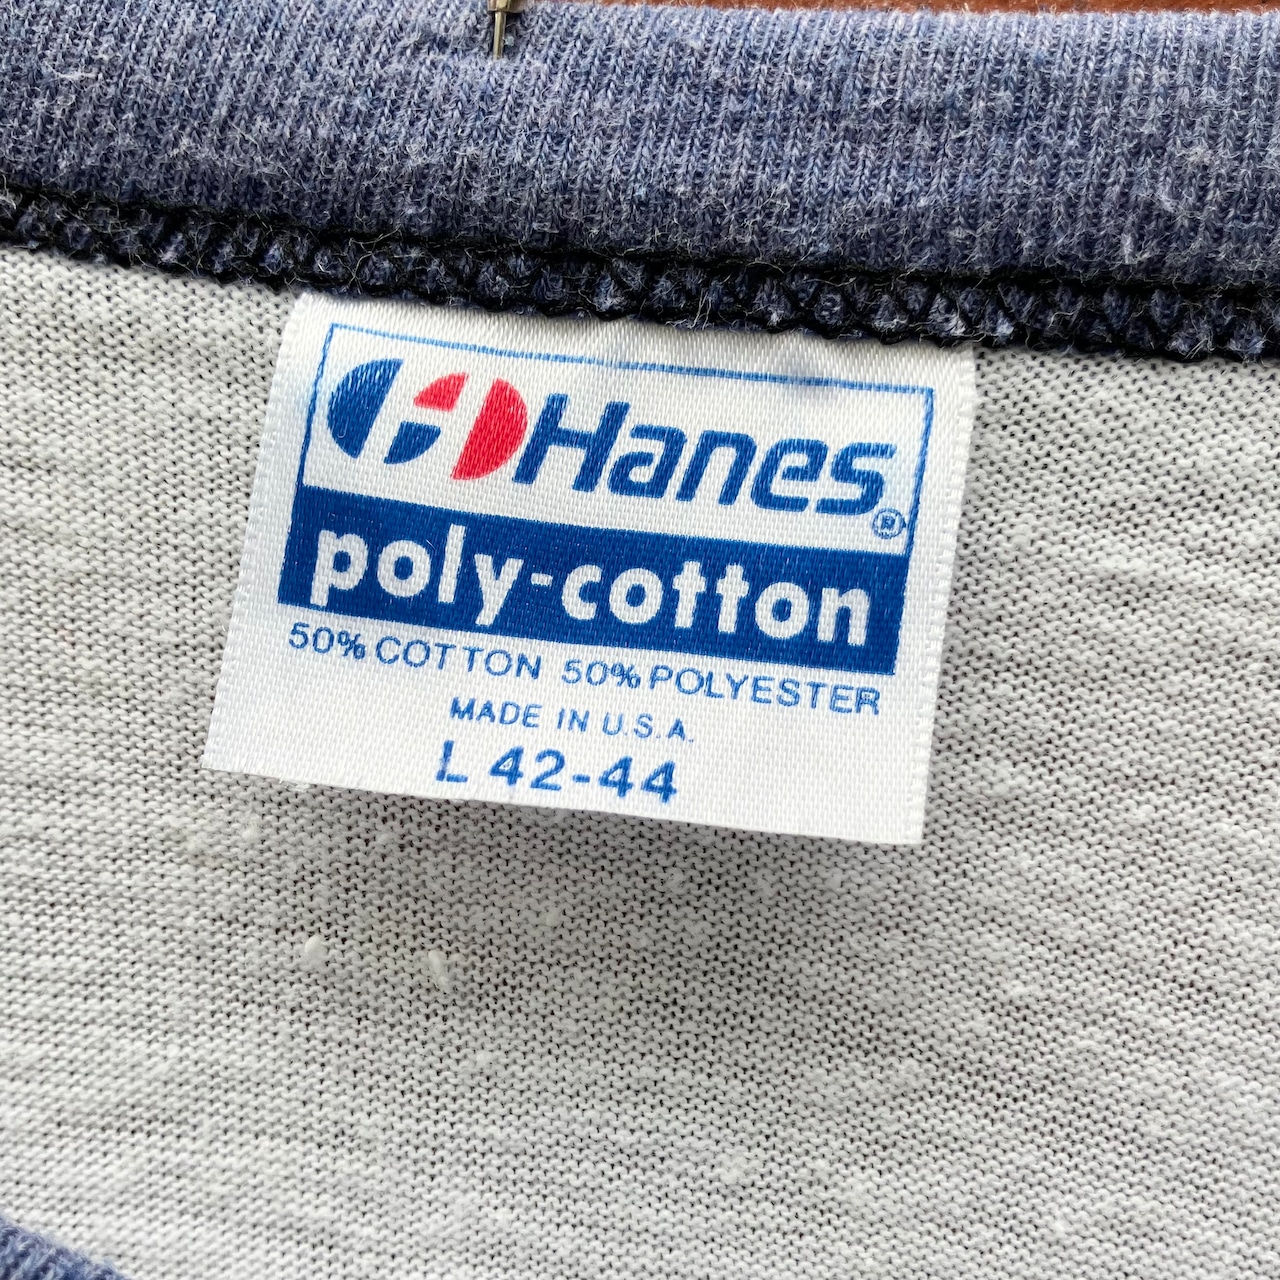 Hanes®
poly-cotton
50% COTTON 50% POLYESTER
MADE IN U.S.A.
L 42-44